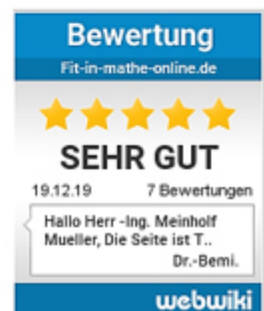 Bewertung
Fit-in-mathe-online.de
SEHR GUT
19.12.19 7 Bewertungen
Hallo Herr -Ing. Meinholf
Mueller, Die Seite ist T..
Dr.-Bemi.
webwiki